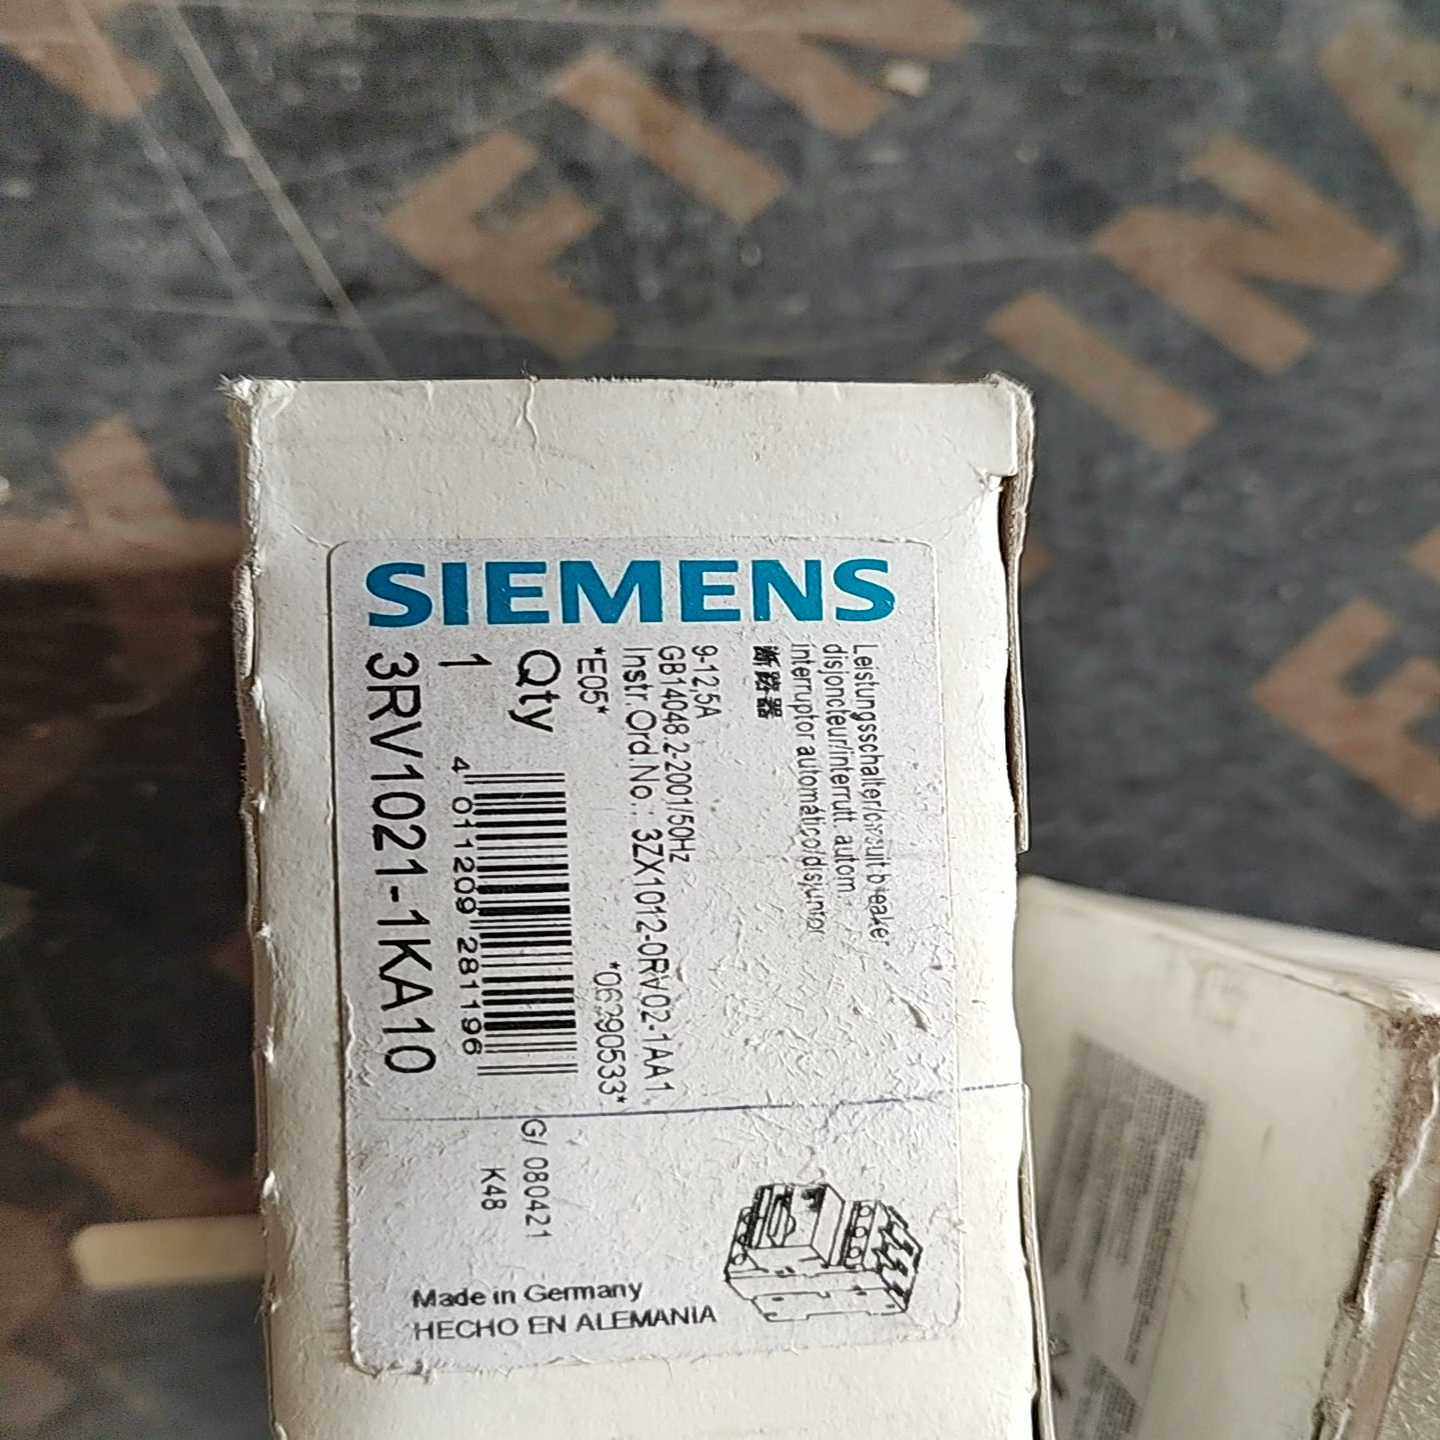 SIEMENS
Leistungsschalter/circuit breaker
disjoncteur/interrutt. autom.
interruptor automático/disjuntor
断路器
9-12,5A
GB14048.2-2001/50Hz
Instr.Ord.No.: 3ZX1012-0RV02-1AA1
*E05* *06290533*
Qty
1
4 011209 281196
3RV1021-1KA10
G/ 080421
K48
Made in Germany
HECHO EN ALEMANIA